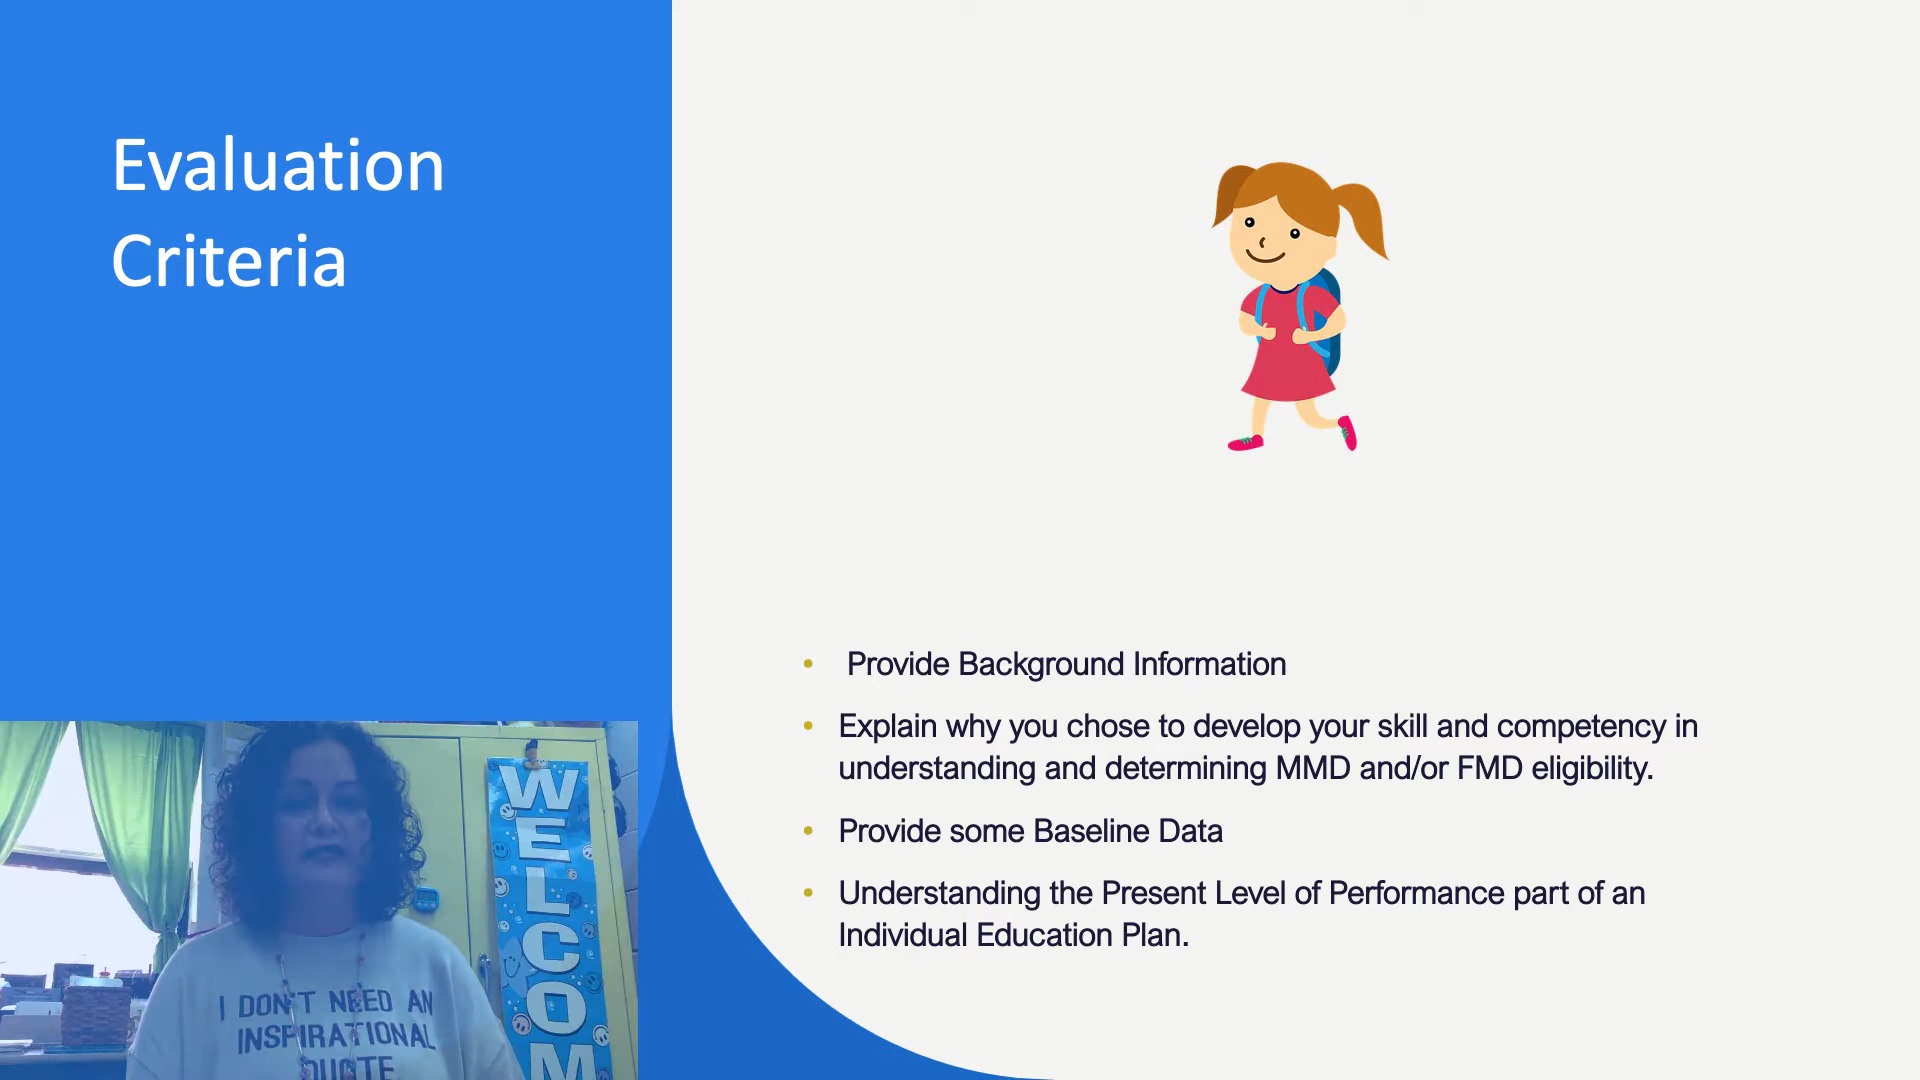 Evaluation
Criteria
• Provide Background Information
• Explain why you chose to develop your skill and competency in
understanding and determining MMD and/or FMD eligibility.
• Provide some Baseline Data
• Understanding the Present Level of Performance part of an
Individual Education Plan.
WELCOM
I DON'T NEED AN
INSPIRATIONAL
QUOTE